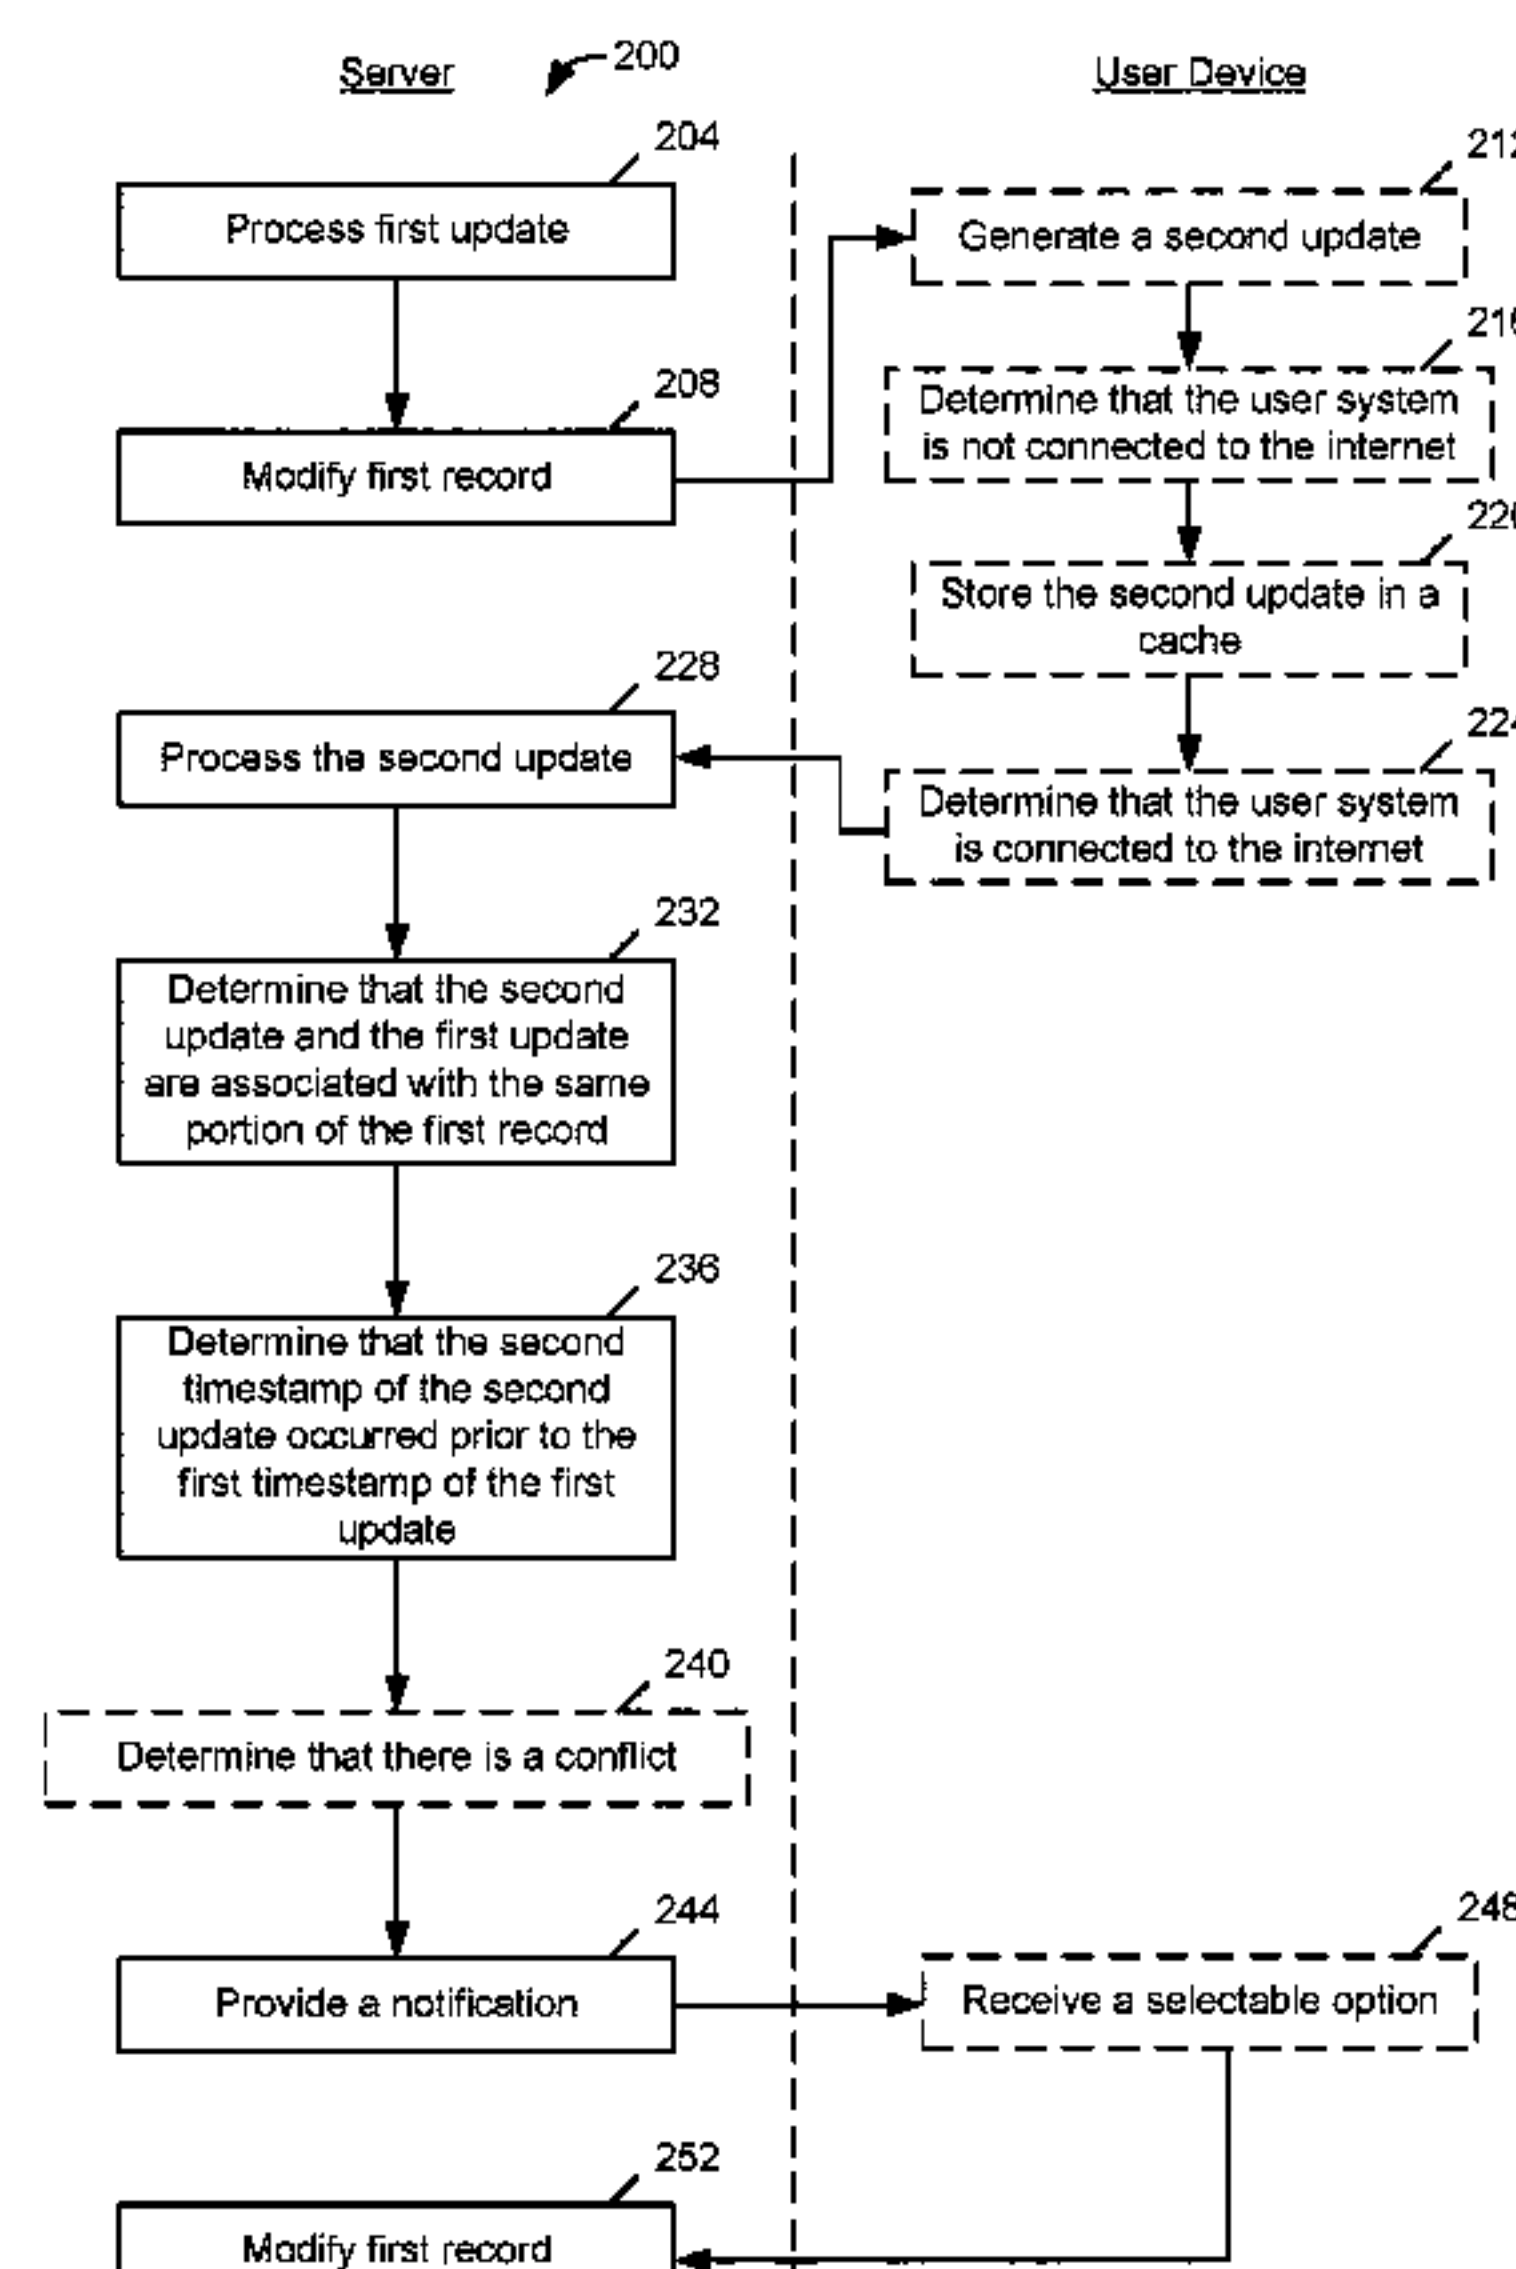 Server
200
User Device
204
Process first update
212
Generate a second update
216
Determine that the user system
is not connected to the internet
208
Modify first record
220
Store the second update in a
cache
228
Process the second update
224
Determine that the user system
is connected to the internet
232
Determine that the second
update and the first update
are associated with the same
portion of the first record
236
Determine that the second
timestamp of the second
update occurred prior to the
first timestamp of the first
update
240
Determine that there is a conflict
244
Provide a notification
248
Receive a selectable option
252
Modify first record